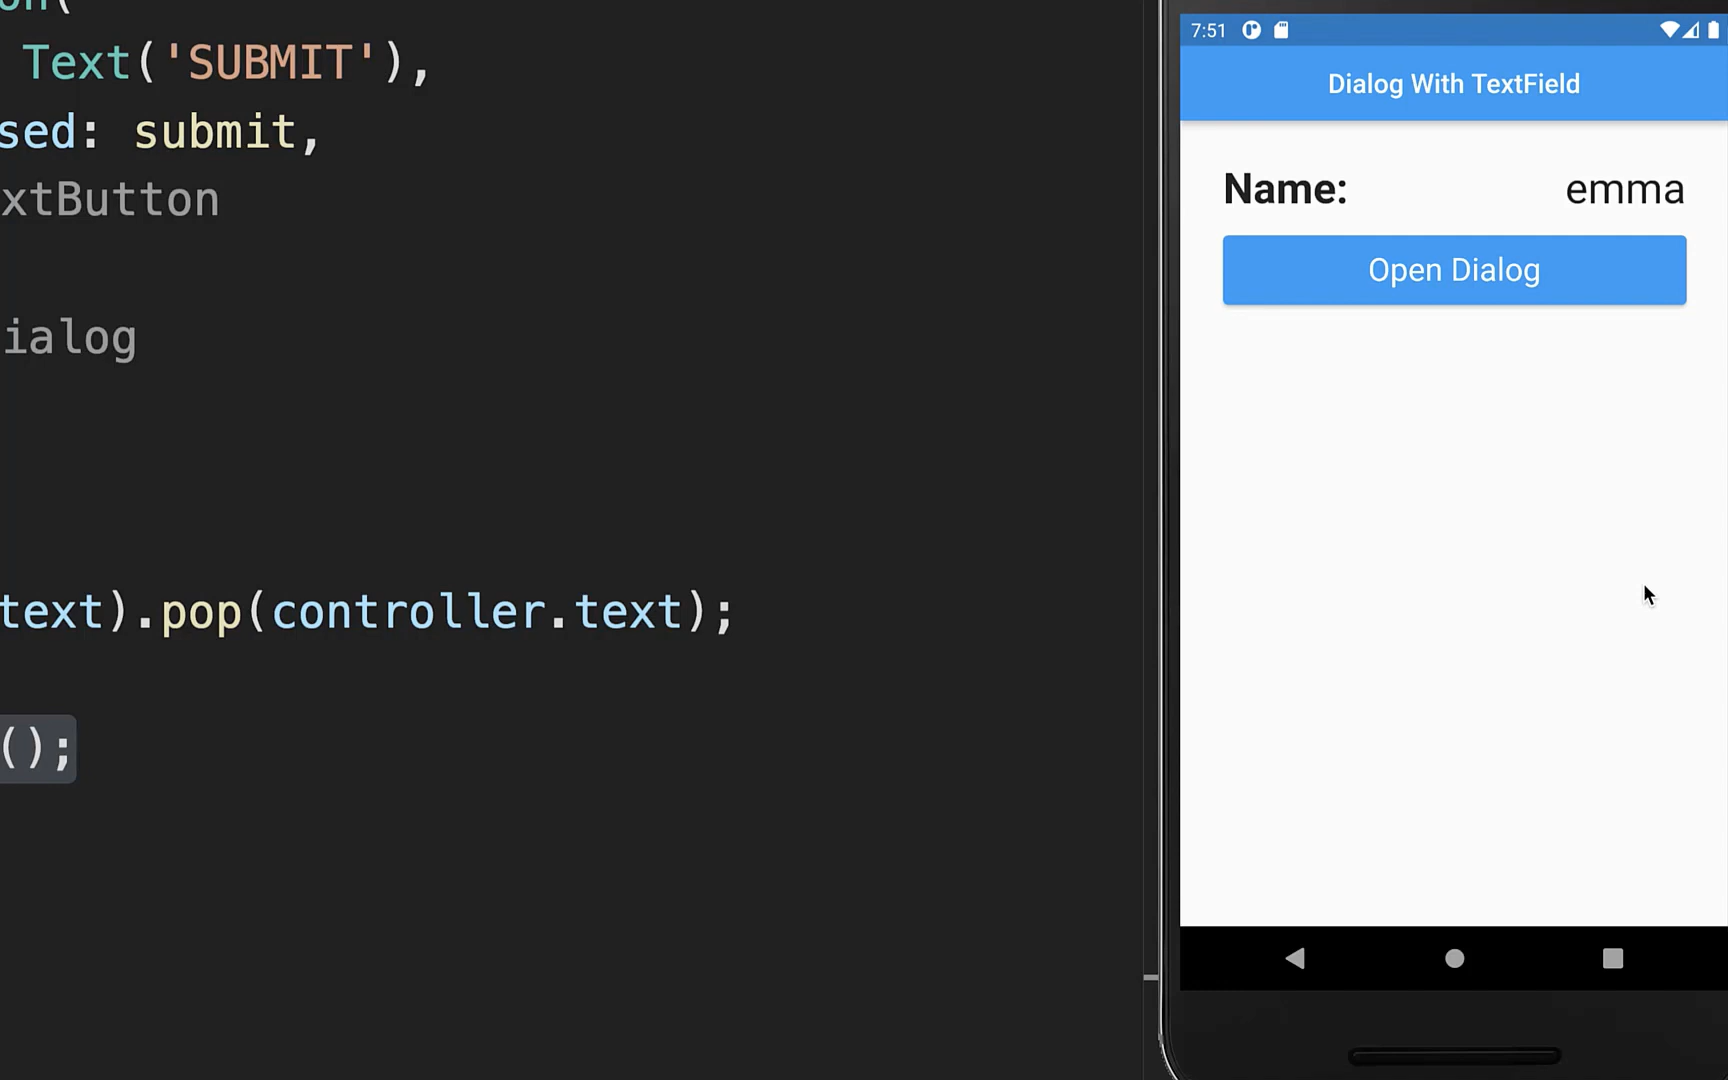 on(
Text('SUBMIT'),
sed: submit,
xtButton
ialog
text).pop(controller.text);
();
7:51
Dialog With TextField
Name: emma
Open Dialog